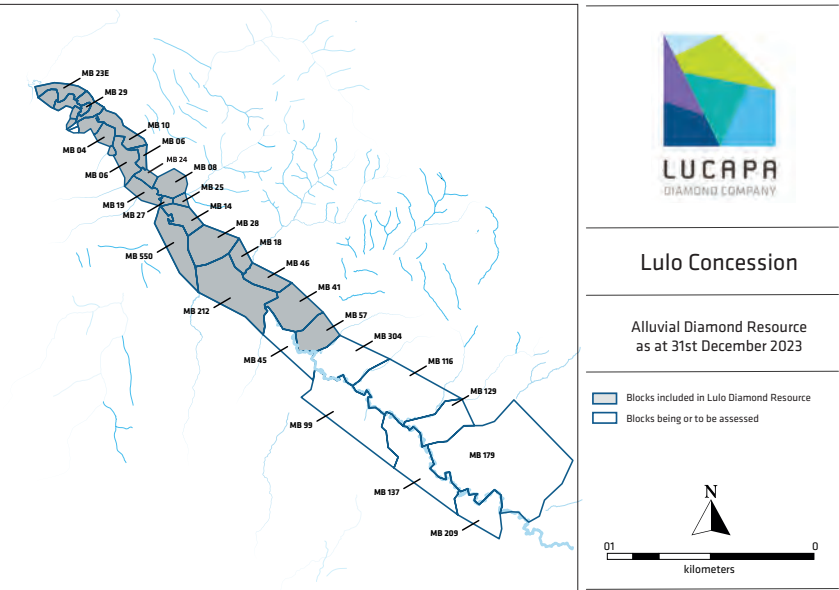 MB 23E
MB 29
MB 10
MB 06
MB 04
MB 24
MB 08
MB 06
MB 25
MB 19
MB 14
MB 27
MB 28
MB 18
MB 550
MB 46
MB 41
MB 212
MB 57
MB 304
MB 45
MB 116
MB 129
MB 99
MB 179
MB 137
MB 209
LUCAPA
DIAMOND COMPANY
Lulo Concession
Alluvial Diamond Resource
as at 31st December 2023
Blocks included in Lulo Diamond Resource
Blocks being or to be assessed
N
01 0
kilometers